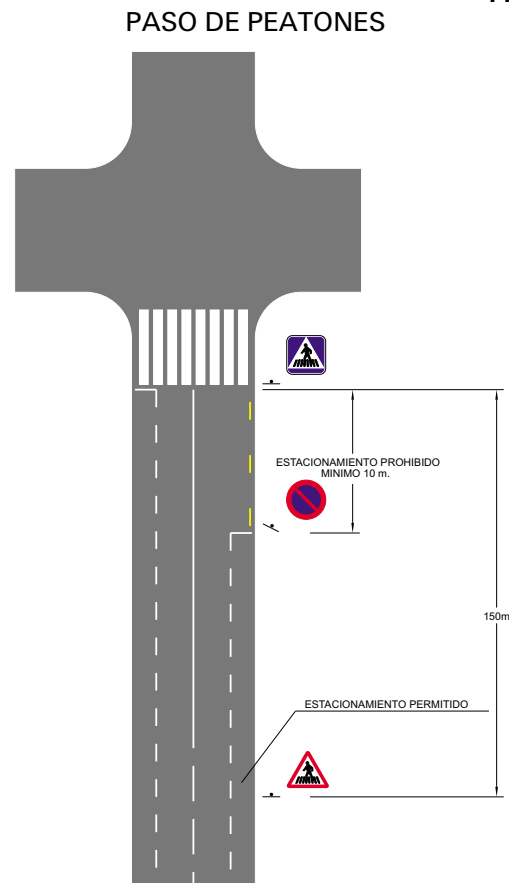 PASO DE PEATONES
ESTACIONAMIENTO PROHIBIDO
MINIMO 10 m.
150m
ESTACIONAMIENTO PERMITIDO